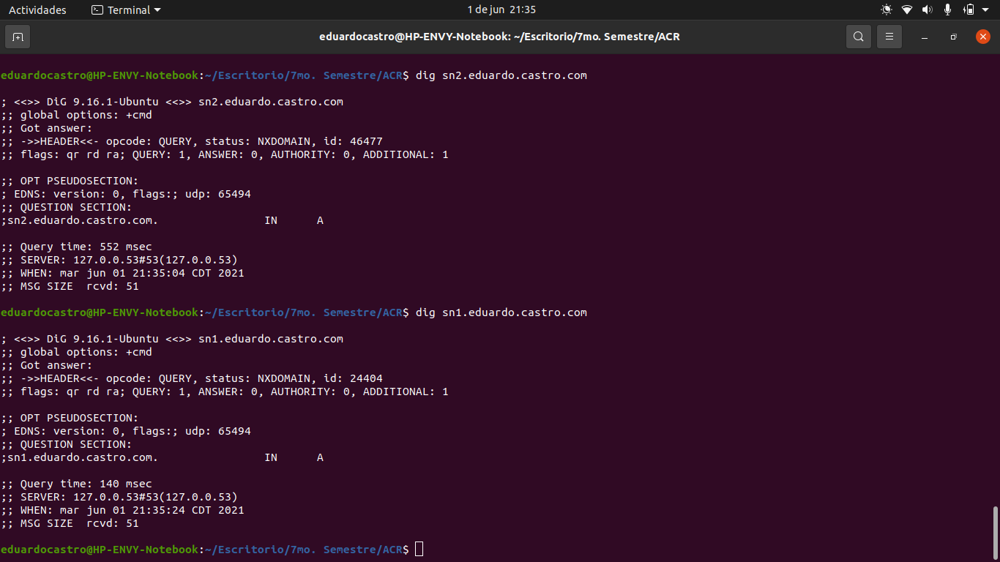 Actividades
Terminal
1 de jun 21:35
eduardocastro@HP-ENVY-Notebook: ~/Escritorio/7mo. Semestre/ACR
eduardocastro@HP-ENVY-Notebook:~/Escritorio/7mo. Semestre/ACR$ dig sn2.eduardo.castro.com
; <<>> DiG 9.16.1-Ubuntu <<>> sn2.eduardo.castro.com
;; global options: +cmd
;; Got answer:
;; ->>HEADER<<- opcode: QUERY, status: NXDOMAIN, id: 46477
;; flags: qr rd ra; QUERY: 1, ANSWER: 0, AUTHORITY: 0, ADDITIONAL: 1
;; OPT PSEUDOSECTION:
; EDNS: version: 0, flags:; udp: 65494
;; QUESTION SECTION:
;sn2.eduardo.castro.com. IN A
;; Query time: 552 msec
;; SERVER: 127.0.0.53#53(127.0.0.53)
;; WHEN: mar jun 01 21:35:04 CDT 2021
;; MSG SIZE rcvd: 51
eduardocastro@HP-ENVY-Notebook:~/Escritorio/7mo. Semestre/ACR$ dig sn1.eduardo.castro.com
; <<>> DiG 9.16.1-Ubuntu <<>> sn1.eduardo.castro.com
;; global options: +cmd
;; Got answer:
;; ->>HEADER<<- opcode: QUERY, status: NXDOMAIN, id: 24404
;; flags: qr rd ra; QUERY: 1, ANSWER: 0, AUTHORITY: 0, ADDITIONAL: 1
;; OPT PSEUDOSECTION:
; EDNS: version: 0, flags:; udp: 65494
;; QUESTION SECTION:
;sn1.eduardo.castro.com. IN A
;; Query time: 140 msec
;; SERVER: 127.0.0.53#53(127.0.0.53)
;; WHEN: mar jun 01 21:35:24 CDT 2021
;; MSG SIZE rcvd: 51
eduardocastro@HP-ENVY-Notebook:~/Escritorio/7mo. Semestre/ACR$